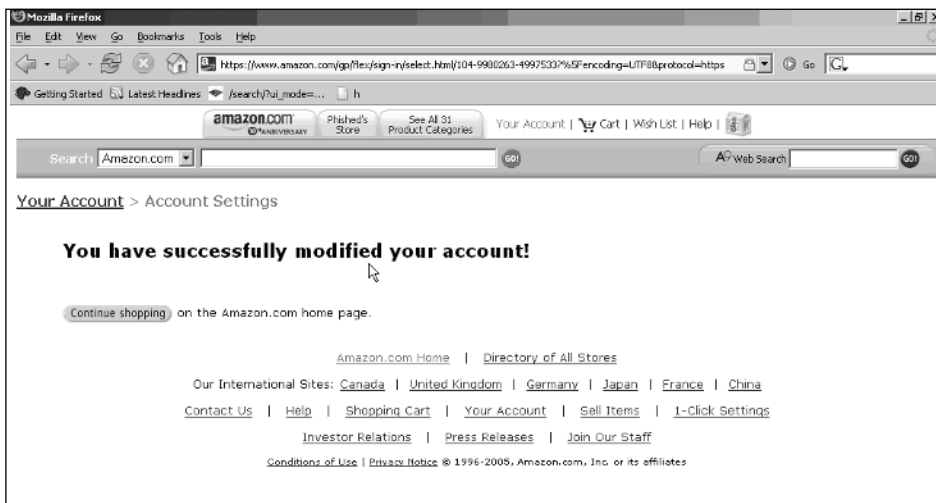 Mozilla Firefox
File Edit View Go Bookmarks Tools Help
https://www.amazon.com/gp/flex/sign-in/select.html/104-9980263-4997533?%5Fencoding=UTF8&protocol=https Go G
Getting Started Latest Headlines /search/?ui_mode=... h
amazon.com ANNIVERSARY Phished's Store See All 31 Product Categories Your Account | Cart | Wish List | Help |
Search Amazon.com GO! A9 Web Search GO!
Your Account > Account Settings
You have successfully modified your account!
Continue shopping on the Amazon.com home page.
Amazon.com Home | Directory of All Stores
Our International Sites: Canada | United Kingdom | Germany | Japan | France | China
Contact Us | Help | Shopping Cart | Your Account | Sell Items | 1-Click Settings
Investor Relations | Press Releases | Join Our Staff
Conditions of Use | Privacy Notice © 1996-2005, Amazon.com, Inc. or its affiliates